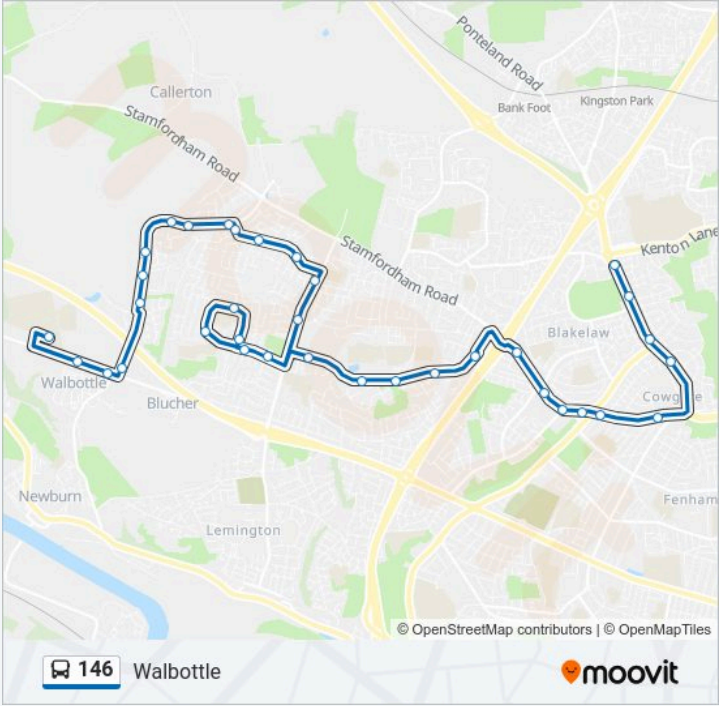 Ponteland Road
Callerton
Bank Foot
Kingston Park
Stamfordham Road
Kenton Lane
Stamfordham Road
Blakelaw
Walbottle
Blucher
Cowgate
Newburn
Fenham
Lemington
© OpenStreetMap contributors | © OpenMapTiles
146 Walbottle
moovit